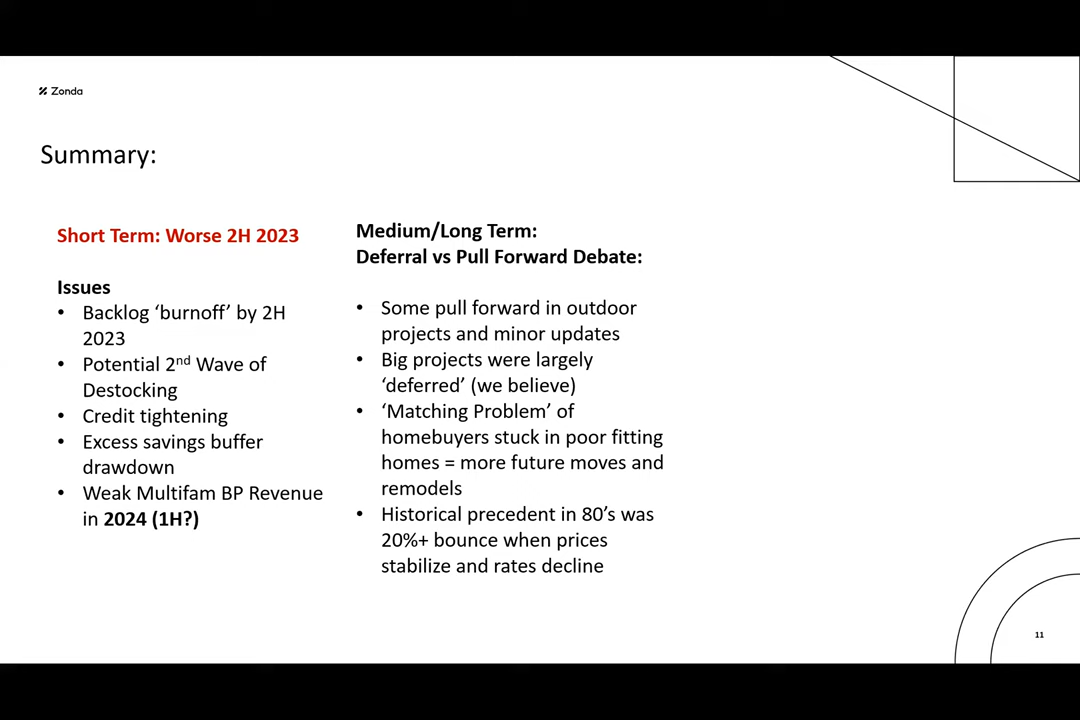 Zonda
Summary:
Short Term: Worse 2H 2023
Issues
• Backlog ‘burnoff’ by 2H
2023
• Potential 2nd Wave of
Destocking
• Credit tightening
• Excess savings buffer
drawdown
• Weak Multifam BP Revenue
in 2024 (1H?)
Medium/Long Term:
Deferral vs Pull Forward Debate:
• Some pull forward in outdoor
projects and minor updates
• Big projects were largely
‘deferred’ (we believe)
• ‘Matching Problem’ of
homebuyers stuck in poor fitting
homes = more future moves and
remodels
• Historical precedent in 80’s was
20%+ bounce when prices
stabilize and rates decline
11